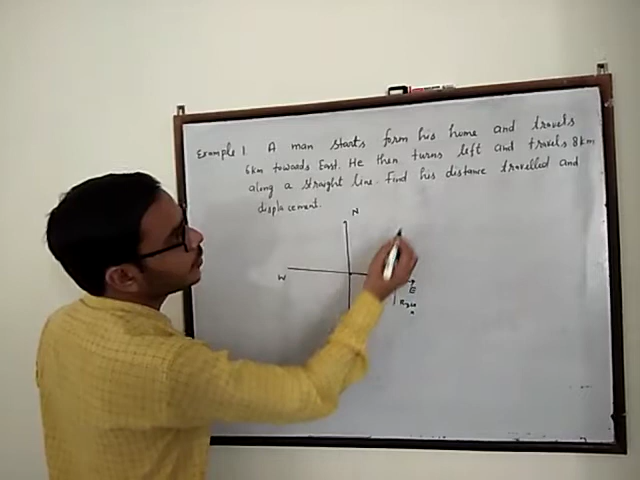 Example 1. A man starts form his home and travels
6km towards East. He then turns left and travels 8km
along a straight line. Find his distance travelled and
displacement.
N
W
E